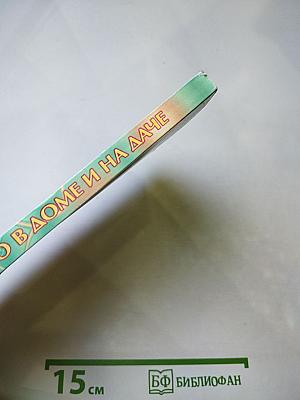 О В ДОМЕ И НА ДАЧЕ
15 см
БФ БИБЛИОФАН